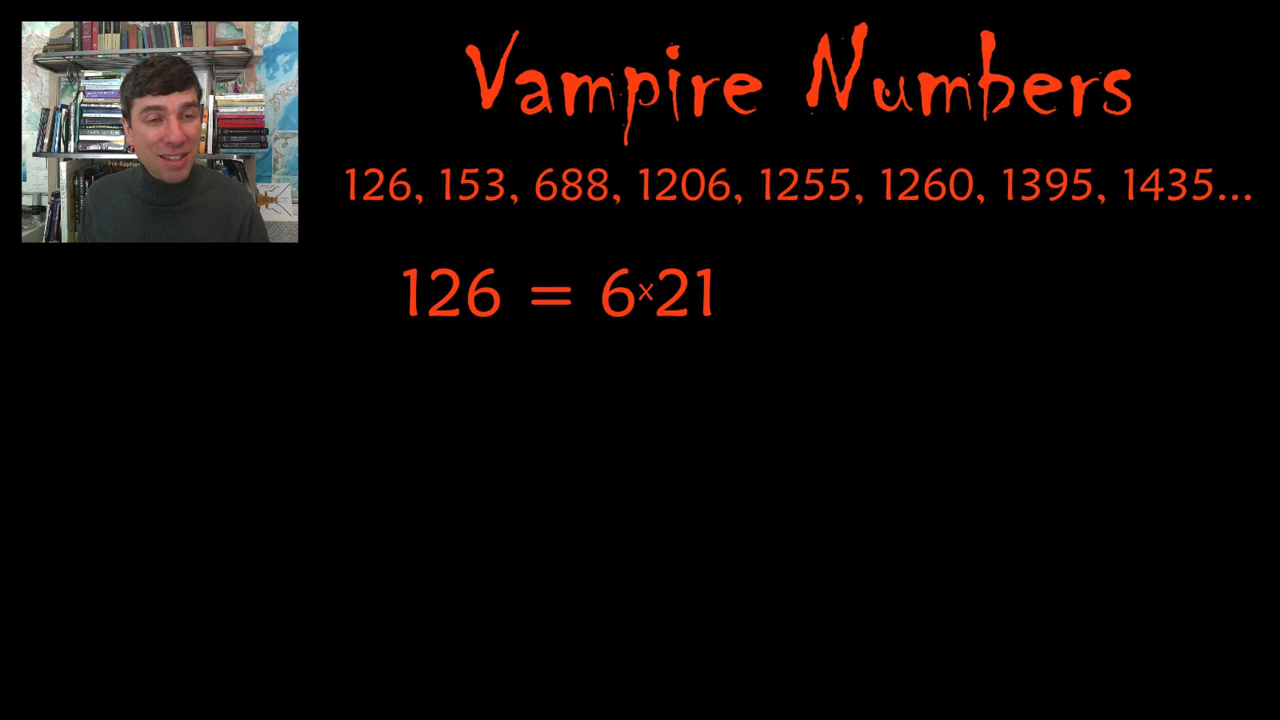 Vampire Numbers
126, 153, 688, 1206, 1255, 1260, 1395, 1435...
126 = 6×21